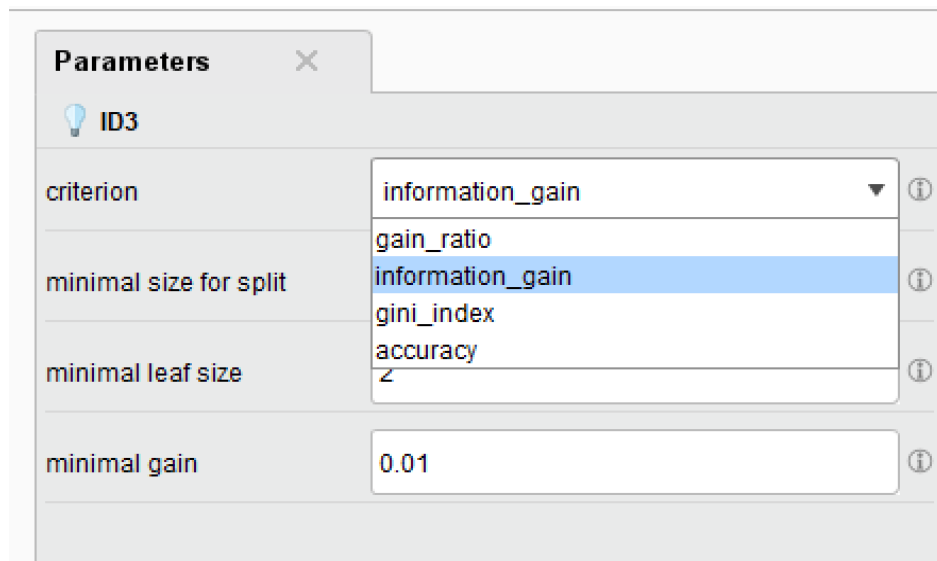 Parameters
ID3
criterion
information_gain
gain_ratio
information_gain
gini_index
accuracy
minimal size for split
minimal leaf size
2
minimal gain
0.01